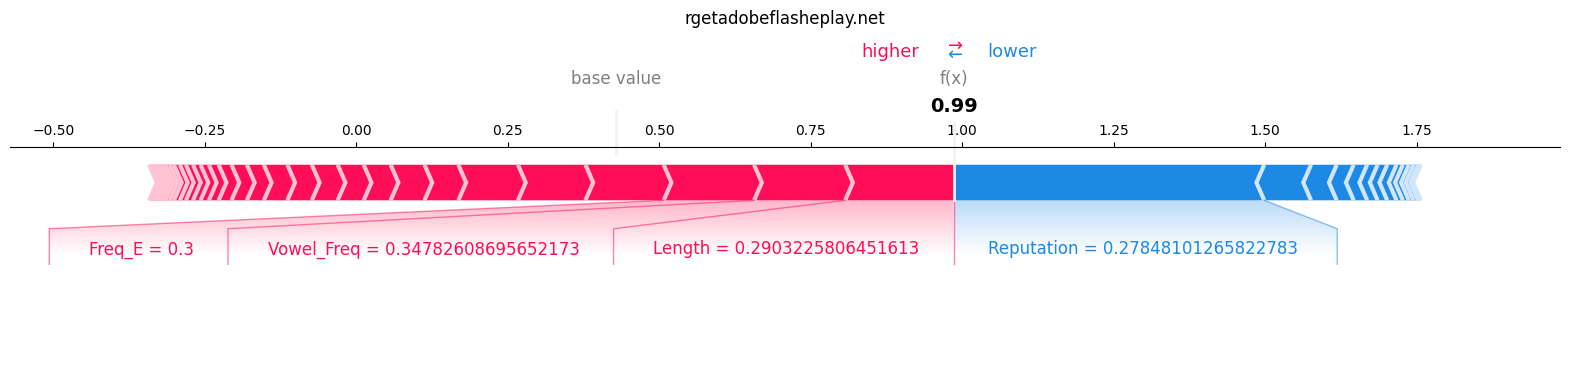 rgetadobeflasheplay.net
higher ⇄ lower
base value f(x)
0.99
−0.50 −0.25 0.00 0.25 0.50 0.75 1.00 1.25 1.50 1.75
Freq_E = 0.3 Vowel_Freq = 0.34782608695652173 Length = 0.2903225806451613 Reputation = 0.27848101265822783